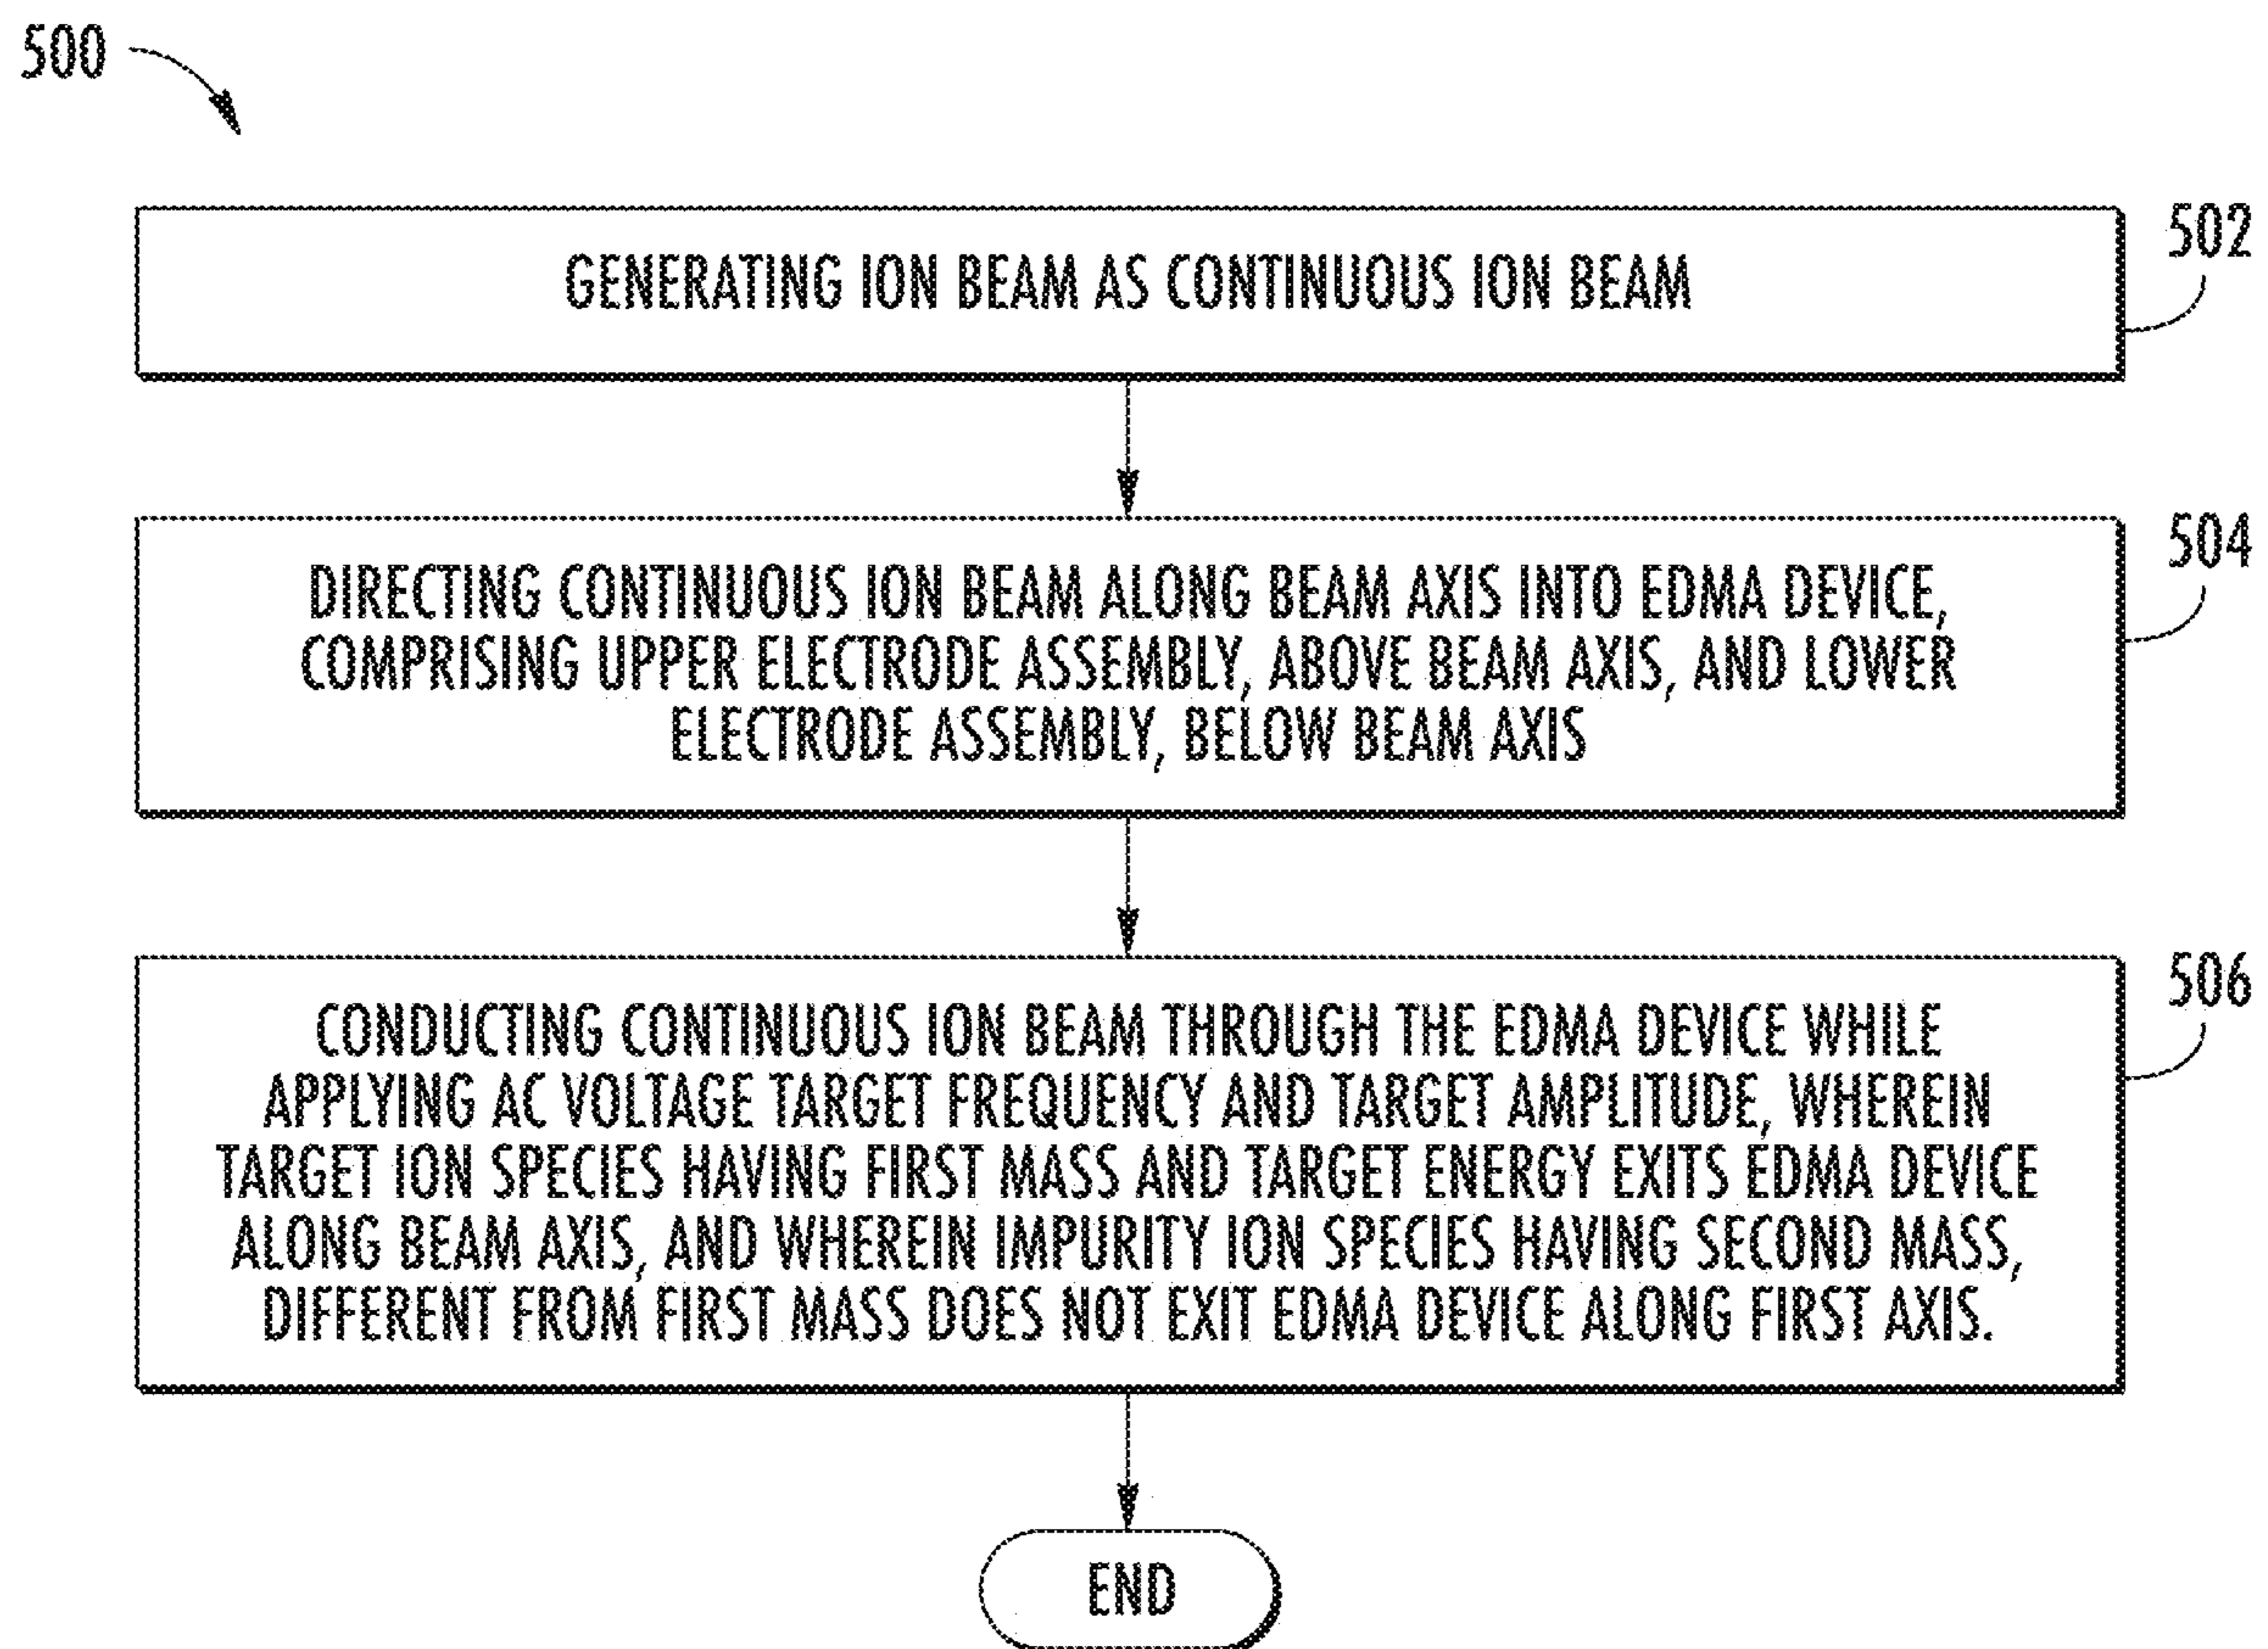 500
GENERATING ION BEAM AS CONTINUOUS ION BEAM
502
DIRECTING CONTINUOUS ION BEAM ALONG BEAM AXIS INTO EDMA DEVICE,
COMPRISING UPPER ELECTRODE ASSEMBLY, ABOVE BEAM AXIS, AND LOWER
ELECTRODE ASSEMBLY, BELOW BEAM AXIS
504
CONDUCTING CONTINUOUS ION BEAM THROUGH THE EDMA DEVICE WHILE
APPLYING AC VOLTAGE TARGET FREQUENCY AND TARGET AMPLITUDE, WHEREIN
TARGET ION SPECIES HAVING FIRST MASS AND TARGET ENERGY EXITS EDMA DEVICE
ALONG BEAM AXIS, AND WHEREIN IMPURITY ION SPECIES HAVING SECOND MASS,
DIFFERENT FROM FIRST MASS DOES NOT EXIT EDMA DEVICE ALONG FIRST AXIS.
506
END